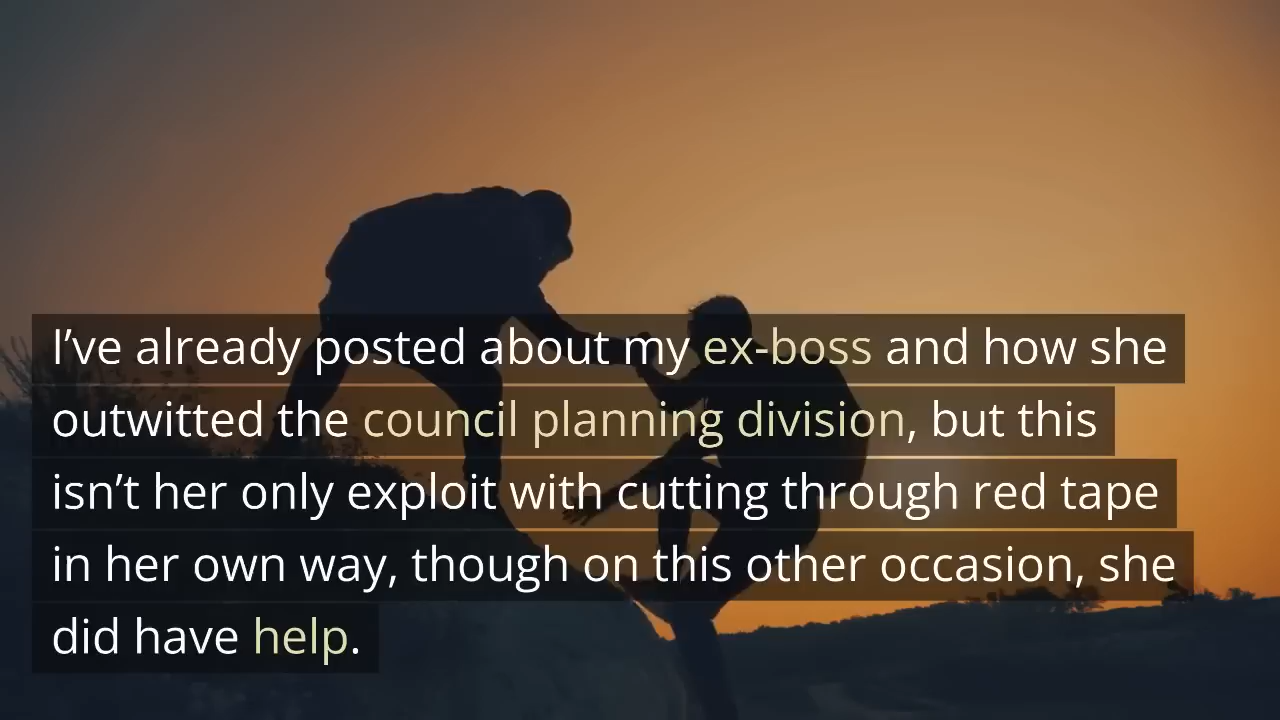 I’ve already posted about my ex-boss and how she
outwitted the council planning division, but this
isn’t her only exploit with cutting through red tape
in her own way, though on this other occasion, she
did have help.